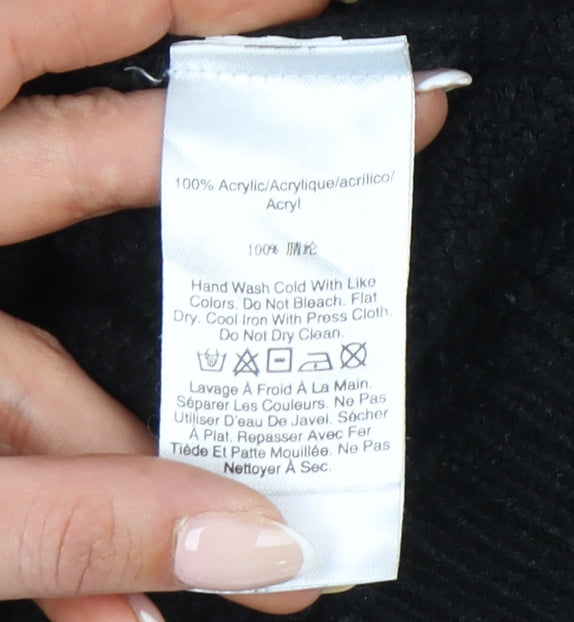 100% Acrylic/Acrylique/acrílico/
Acryl
100% 腈纶
Hand Wash Cold With Like
Colors. Do Not Bleach. Flat
Dry. Cool Iron With Press Cloth.
Do Not Dry Clean.
Lavage À Froid À La Main.
Séparer Les Couleurs. Ne Pas
Utiliser D'eau De Javel. Sécher
À Plat. Repasser Avec Fer
Tiède Et Patte Mouillée. Ne Pas
Nettoyer À Sec.